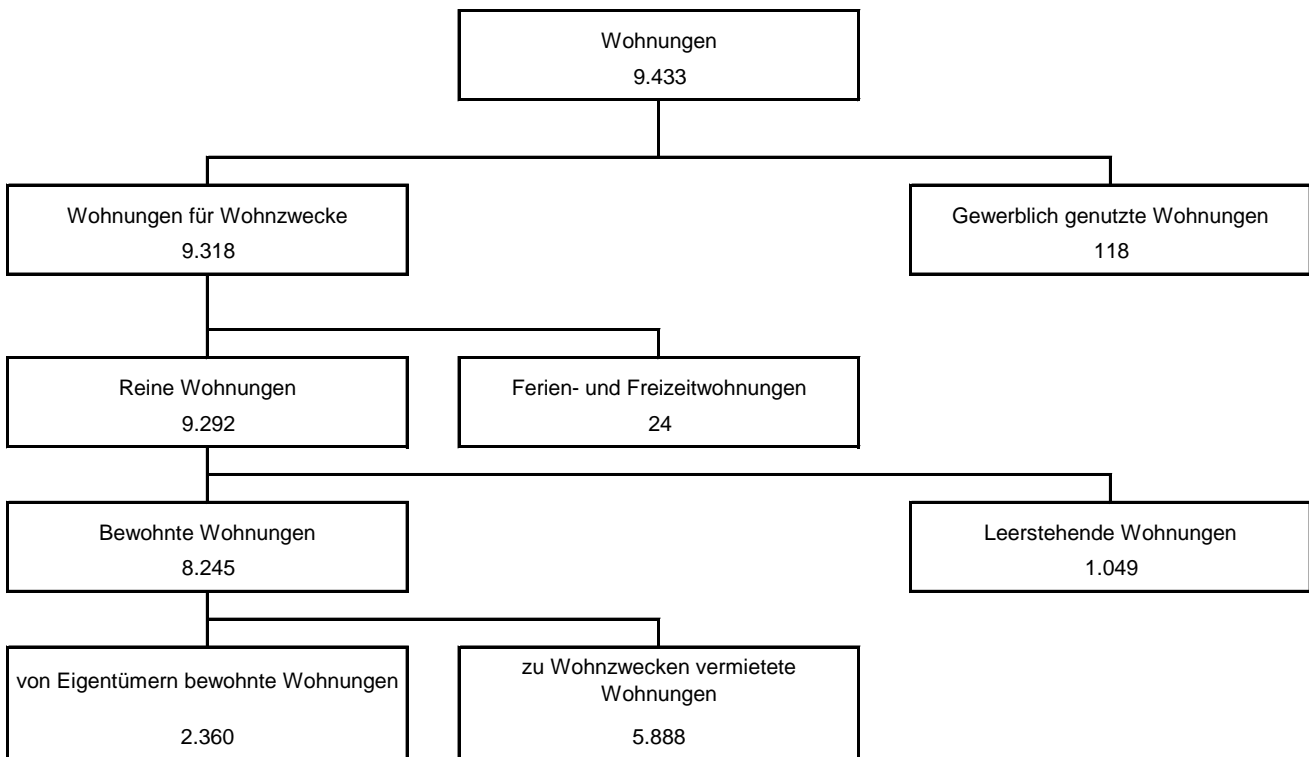 Wohnungen
9.433
Wohnungen für Wohnzwecke
9.318
Gewerblich genutzte Wohnungen
118
Reine Wohnungen
9.292
Ferien- und Freizeitwohnungen
24
Bewohnte Wohnungen
8.245
Leerstehende Wohnungen
1.049
von Eigentümern bewohnte Wohnungen
2.360
zu Wohnzwecken vermietete
Wohnungen
5.888